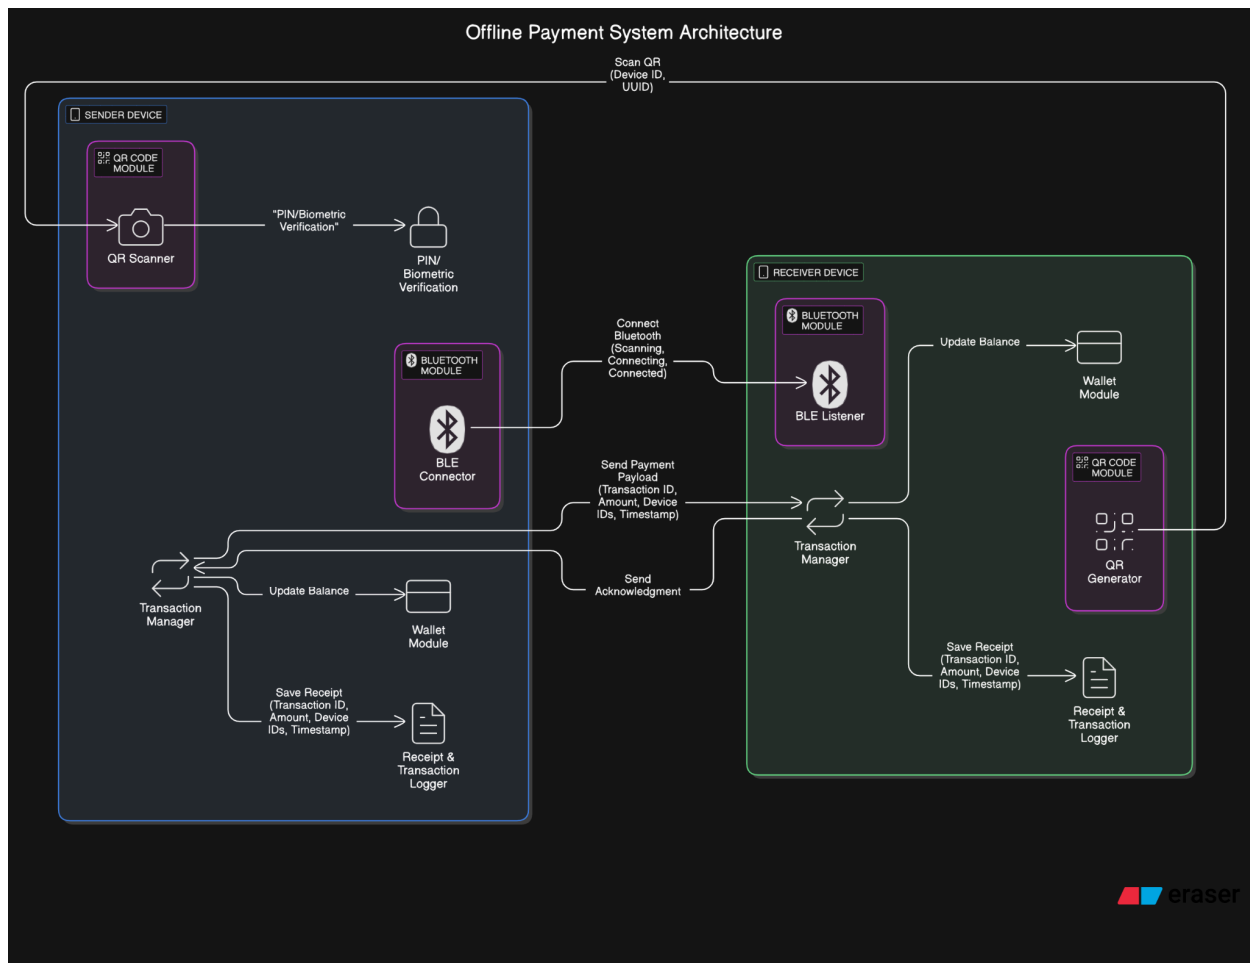 Offline Payment System Architecture
Scan QR
(Device ID,
UUID)
SENDER DEVICE
QR CODE
MODULE
QR Scanner
"PIN/Biometric
Verification"
PIN/
Biometric
Verification
BLUETOOTH
MODULE
BLE
Connector
Connect
Bluetooth
(Scanning,
Connecting,
Connected)
RECEIVER DEVICE
BLUETOOTH
MODULE
BLE Listener
Update Balance
Wallet
Module
QR CODE
MODULE
QR
Generator
Send Payment
Payload
(Transaction ID,
Amount, Device
IDs, Timestamp)
Transaction
Manager
Send
Acknowledgment
Transaction
Manager
Update Balance
Wallet
Module
Save Receipt
(Transaction ID,
Amount, Device
IDs, Timestamp)
Receipt &
Transaction
Logger
Save Receipt
(Transaction ID,
Amount, Device
IDs, Timestamp)
Receipt &
Transaction
Logger
eraser